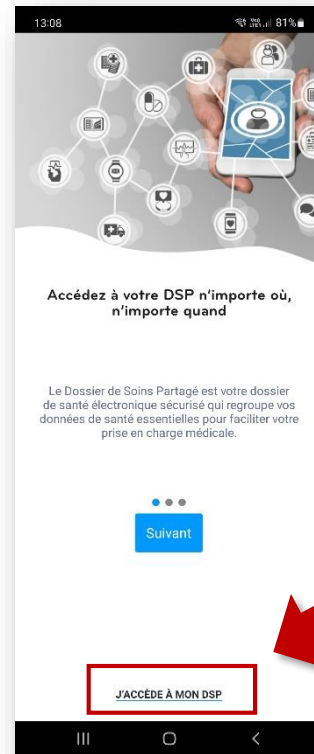 13:08
81%
Accédez à votre DSP n'importe où,
n'importe quand
Le Dossier de Soins Partagé est votre dossier
de santé électronique sécurisé qui regroupe vos
données de santé essentielles pour faciliter votre
prise en charge médicale.
Suivant
J'ACCÈDE À MON DSP